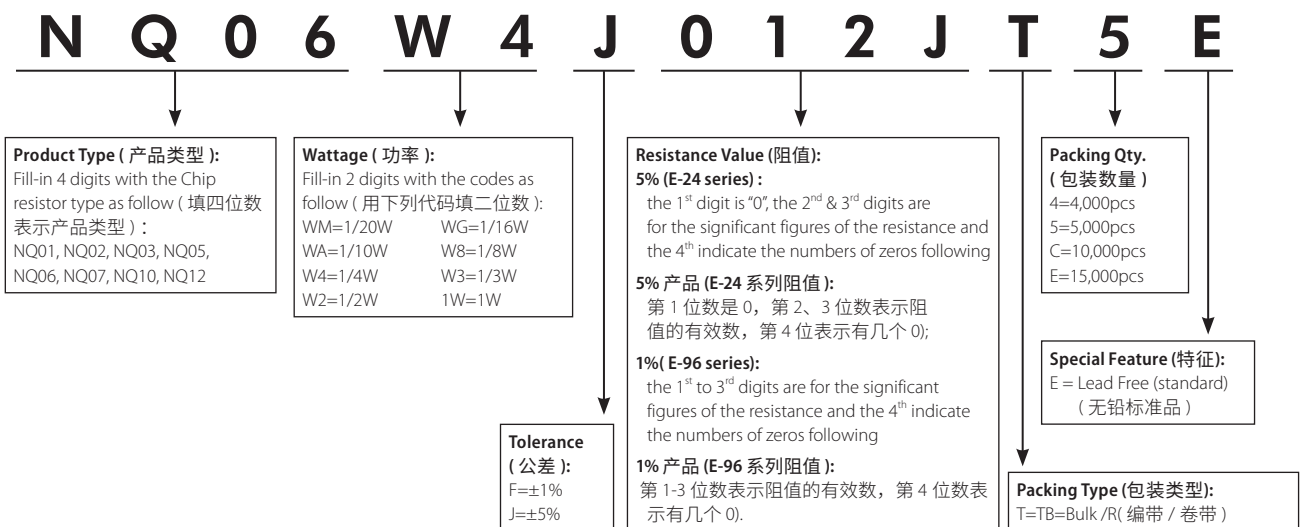 N Q 0 6 W 4 J 0 1 2 J T 5 E
Product Type ( 产品类型 ):
Fill-in 4 digits with the Chip
resistor type as follow ( 填四位数
表示产品类型 ) :
NQ01, NQ02, NQ03, NQ05,
NQ06, NQ07, NQ10, NQ12
Wattage ( 功率 ):
Fill-in 2 digits with the codes as
follow ( 用下列代码填二位数 ):
WM=1/20W WG=1/16W
WA=1/10W W8=1/8W
W4=1/4W W3=1/3W
W2=1/2W 1W=1W
Tolerance
( 公差 ):
F=±1%
J=±5%
Resistance Value (阻值):
5% (E-24 series) :
the 1st digit is "0", the 2nd & 3rd digits are
for the significant figures of the resistance and
the 4th indicate the numbers of zeros following
5% 产品 (E-24 系列阻值 ):
第 1 位数是 0，第 2、3 位数表示阻
值的有效数，第 4 位表示有几个 0);
1%( E-96 series):
the 1st to 3rd digits are for the significant
figures of the resistance and the 4th indicate
the numbers of zeros following
1% 产品 (E-96 系列阻值 ):
第 1-3 位数表示阻值的有效数，第 4 位数表
示有几个 0).
Packing Qty.
( 包装数量 )
4=4,000pcs
5=5,000pcs
C=10,000pcs
E=15,000pcs
Special Feature (特征):
E = Lead Free (standard)
( 无铅标准品 )
Packing Type (包装类型):
T=TB=Bulk /R( 编带 / 卷带 )